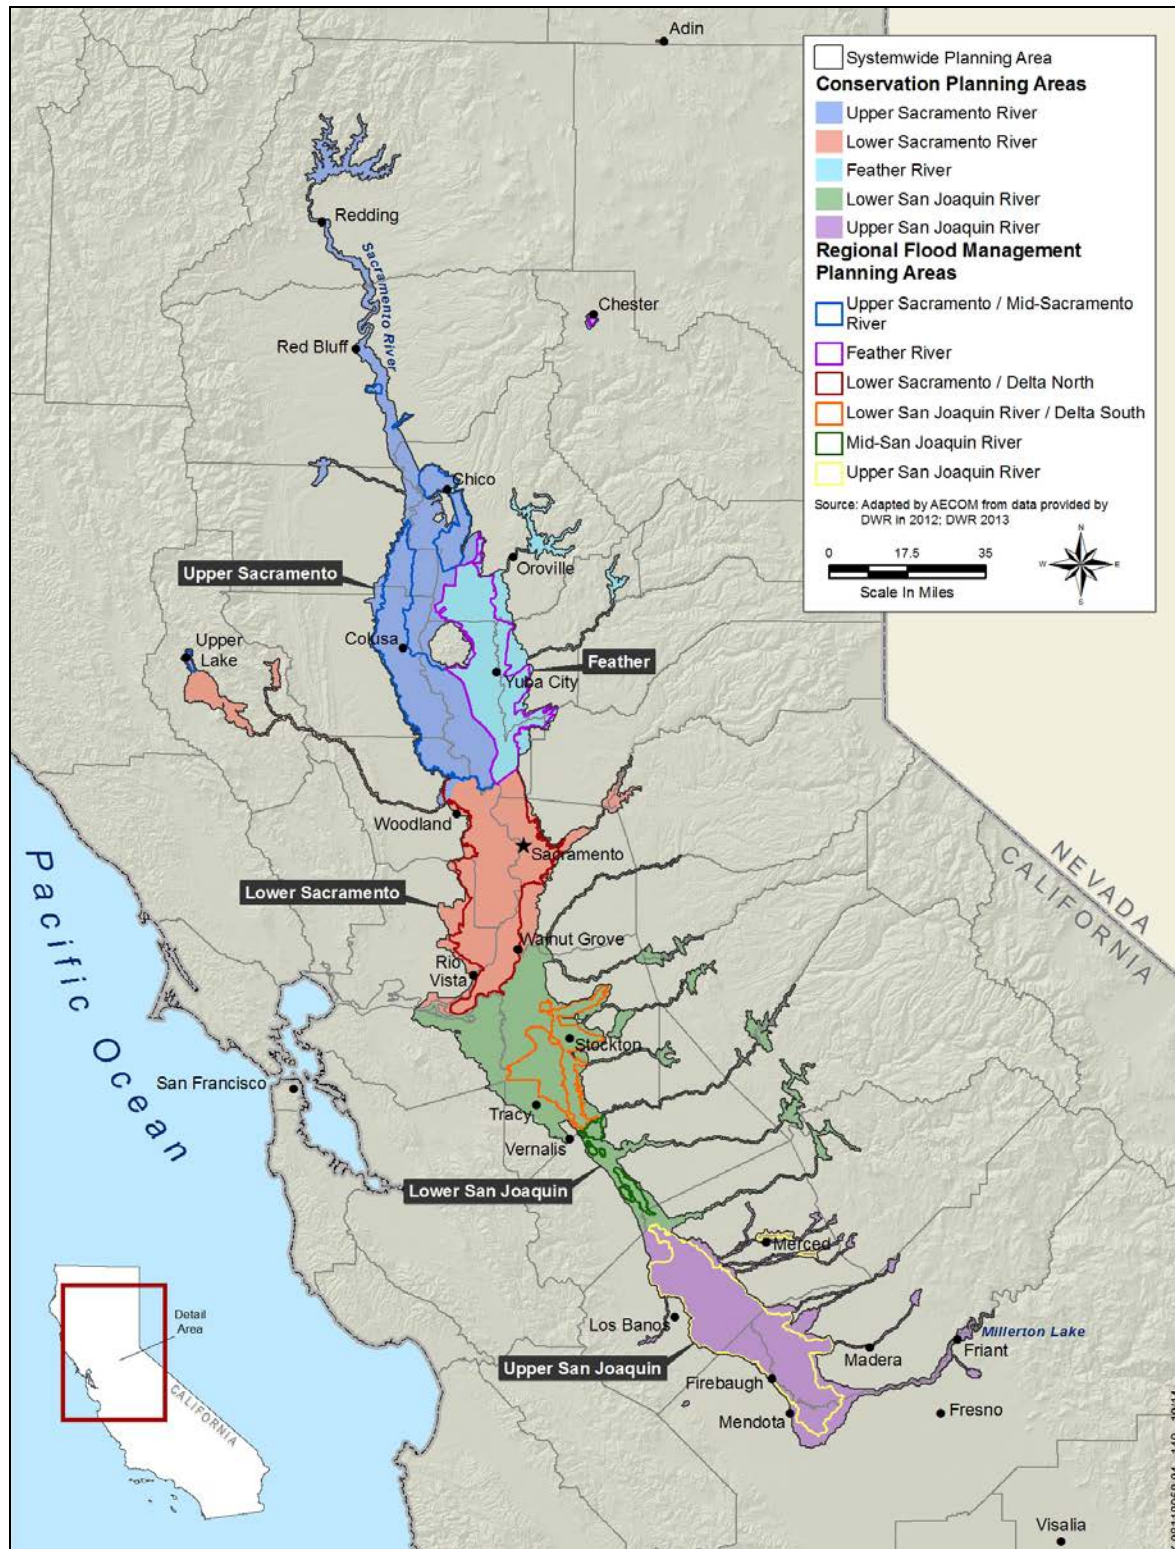 Adin
Systemwide Planning Area
Conservation Planning Areas
Upper Sacramento River
Lower Sacramento River
Feather River
Lower San Joaquin River
Upper San Joaquin River
Regional Flood Management
Planning Areas
Upper Sacramento / Mid-Sacramento
River
Feather River
Lower Sacramento / Delta North
Lower San Joaquin River / Delta South
Mid-San Joaquin River
Upper San Joaquin River
Source: Adapted by AECOM from data provided by
DWR in 2012; DWR 2013
0 17.5 35
Scale In Miles
N
W
E
S
Redding
Sacramento River
Chester
Red Bluff
Chico
Oroville
Upper Sacramento
Colusa
Upper
Lake
Feather
Yuba City
Woodland
Sacramento
NEVADA
CALIFORNIA
Pacific Ocean
Lower Sacramento
Walnut Grove
Rio
Vista
Stockton
San Francisco
Tracy
Vernalis
Lower San Joaquin
Merced
Los Banos
Millerton Lake
Friant
Madera
Upper San Joaquin
Firebaugh
Mendota
Fresno
Detail
Area
CALIFORNIA
Visalia